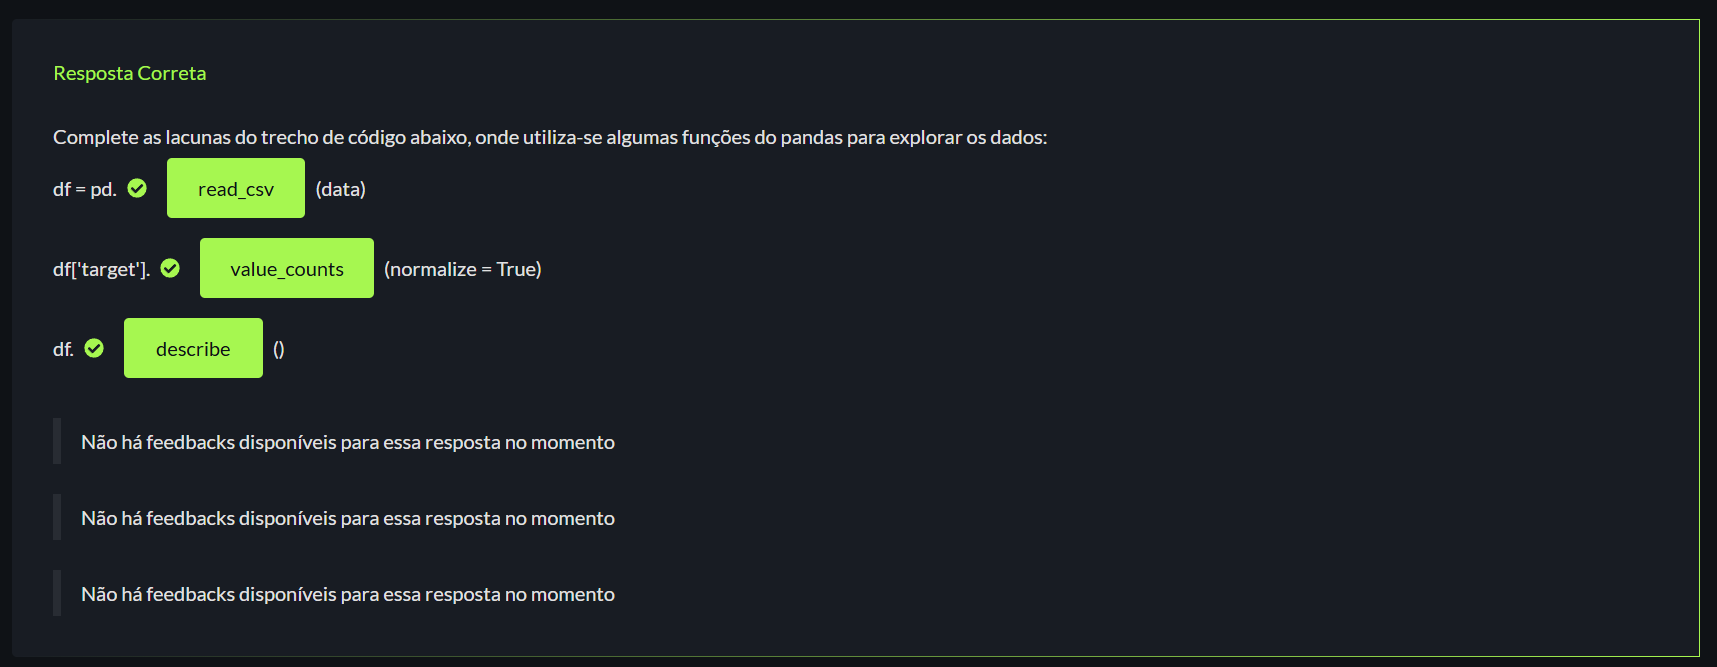 Resposta Correta
Complete as lacunas do trecho de código abaixo, onde utiliza-se algumas funções do pandas para explorar os dados:
df = pd. read_csv (data)
df['target']. value_counts (normalize = True)
df. describe ()
Não há feedbacks disponíveis para essa resposta no momento
Não há feedbacks disponíveis para essa resposta no momento
Não há feedbacks disponíveis para essa resposta no momento